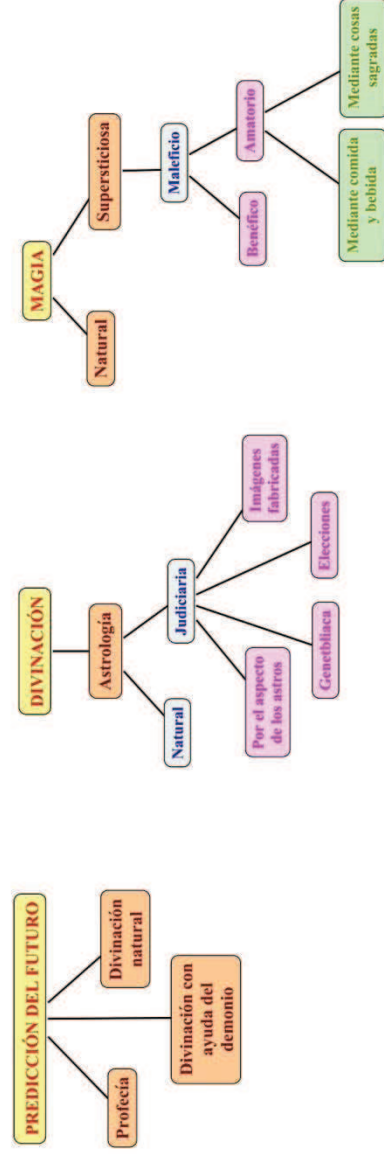 PREDICCIÓN DEL FUTURO
Profecía
Divinación con
ayuda del
demonio
Divinación
natural
DIVINACIÓN
Astrología
Natural
Judiciaria
Por el aspecto
de los astros
Genetbliaca
Elecciones
Imágenes
fabricadas
MAGIA
Natural
Supersticiosa
Maleficio
Benéfico
Amatorio
Mediante comida
y bebida
Mediante cosas
sagradas